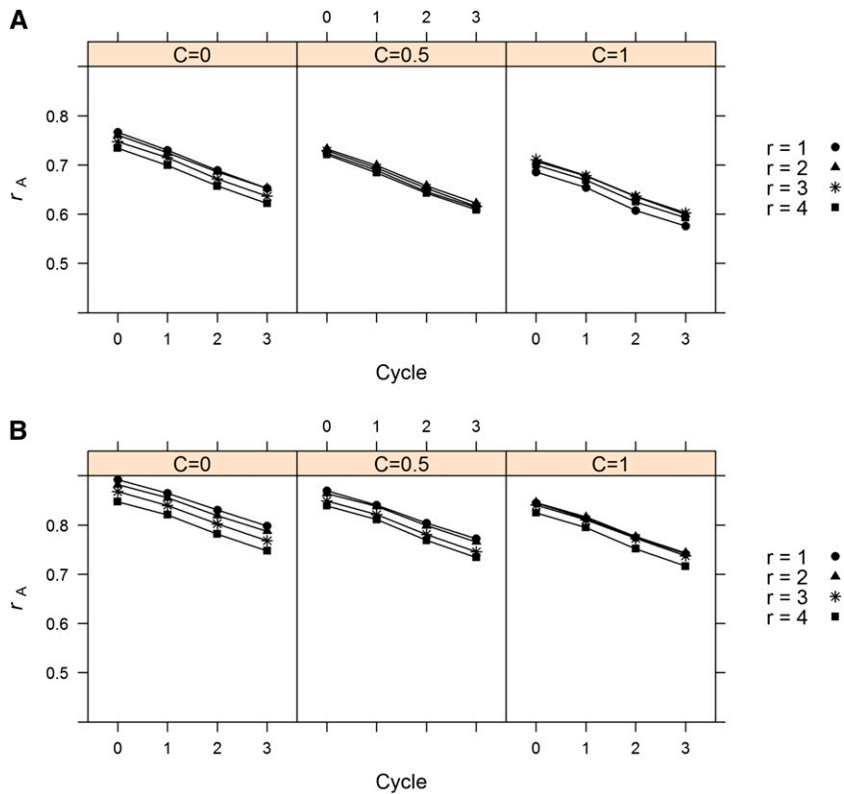 A
0 1 2 3
C=0 C=0.5 C=1
0.8
0.7
0.6
0.5
r A
0 1 2 3 0 1 2 3
Cycle
r = 1
r = 2
r = 3
r = 4
B
0 1 2 3
C=0 C=0.5 C=1
0.8
0.7
0.6
0.5
r A
0 1 2 3 0 1 2 3
Cycle
r = 1
r = 2
r = 3
r = 4